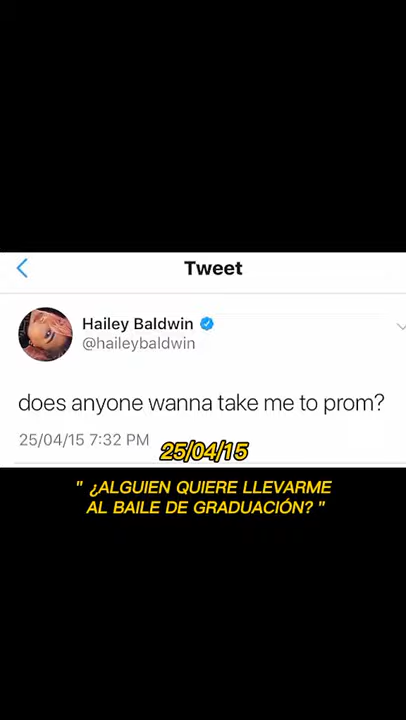 Tweet
Hailey Baldwin
@haileybaldwin
does anyone wanna take me to prom?
25/04/15 7:32 PM
25/04/15
" ¿ALGUIEN QUIERE LLEVARME
AL BAILE DE GRADUACIÓN? "